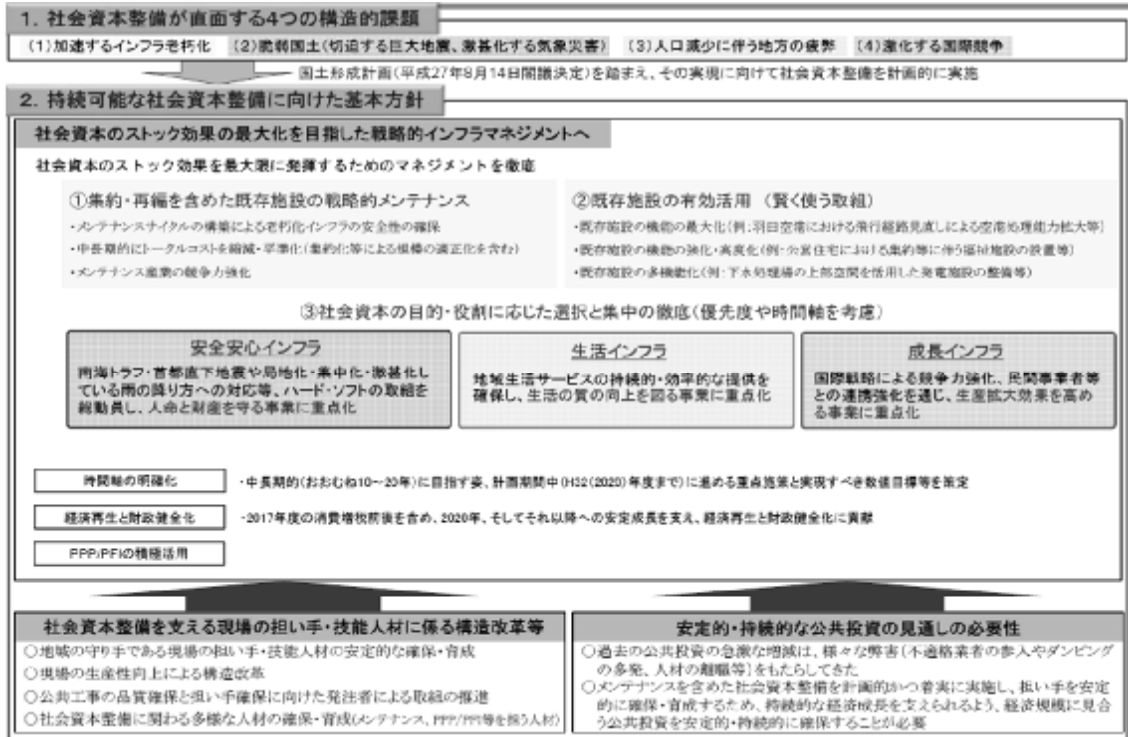 1. 社会資本整備が直面する4つの構造的課題
(1)加速するインフラ老朽化 (2)脆弱国土(切迫する巨大地震、激甚化する気象災害) (3)人口減少に伴う地方の疲弊 (4)激化する国際競争
国土形成計画(平成27年8月14日閣議決定)を踏まえ、その実現に向けて社会資本整備を計画的に実施
2. 持続可能な社会資本整備に向けた基本方針
社会資本のストック効果の最大化を目指した戦略的インフラマネジメントへ
社会資本のストック効果を最大限に発揮するためのマネジメントを徹底
①集約・再編を含めた既存施設の戦略的メンテナンス
・メンテナンスサイクルの構築による老朽化インフラの安全性の確保
・中長期的にトータルコストを縮減・平準化(集約化等による規模の適正化を含む)
・メンテナンス産業の競争力強化
②既存施設の有効活用 (賢く使う取組)
・既存施設の機能の最大化(例:羽田空港における飛行経路見直しによる空港処理能力拡大等)
・既存施設の機能の強化・高度化(例:公営住宅における集約等に伴う福祉施設の設置等)
・既存施設の多機能化(例:下水処理場の上部空間を活用した発電施設の整備等)
③社会資本の目的・役割に応じた選択と集中の徹底(優先度や時間軸を考慮)
安全安心インフラ
南海トラフ・首都直下地震や局地化・集中化・激甚化し
ている雨の降り方への対応等、ハード・ソフトの取組を
総動員し、人命と財産を守る事業に重点化
生活インフラ
地域生活サービスの持続的・効率的な提供を
確保し、生活の質の向上を図る事業に重点化
成長インフラ
国際戦略による競争力強化、民間事業者等
との連携強化を通じ、生産拡大効果を高め
る事業に重点化
時間軸の明確化
・中長期的(おおむね10～20年)に目指す姿、計画期間中(H32(2020)年度まで)に進める重点施策と実現すべき数値目標等を策定
経済再生と財政健全化
・2017年度の消費増税前後を含め、2020年、そしてそれ以降への安定成長を支え、経済再生と財政健全化に貢献
PPP/PFIの積極活用
社会資本整備を支える現場の担い手・技能人材に係る構造改革等
○地域の守り手である現場の担い手・技能人材の安定的な確保・育成
○現場の生産性向上による構造改革
○公共工事の品質確保と担い手確保に向けた発注者による取組の推進
○社会資本整備に関わる多様な人材の確保・育成(メンテナンス、PPP/PFI等を担う人材)
安定的・持続的な公共投資の見通しの必要性
○過去の公共投資の急激な増減は、様々な弊害(不適格業者の参入やダンピング
の多発、人材の離職等)をもたらしてきた
○メンテナンスを含めた社会資本整備を計画的かつ着実に実施し、担い手を安定
的に確保・育成するため、持続的な経済成長を支えられるよう、経済規模に見合
う公共投資を安定的・持続的に確保することが必要